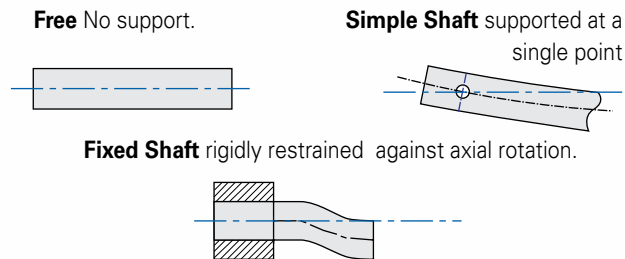 Free No support.
Simple Shaft supported at a
single point
Fixed Shaft rigidly restrained against axial rotation.